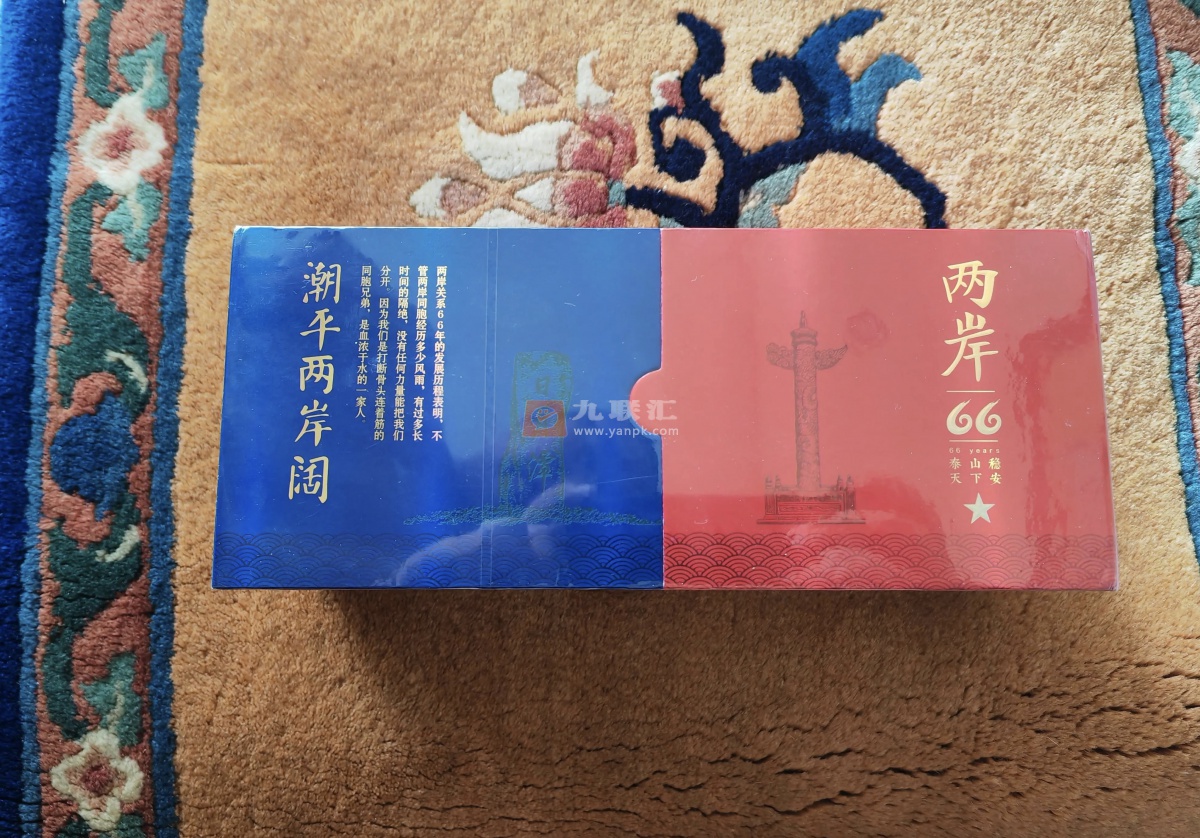 潮平两岸阔
两岸关系66年的发展历程表明，不
管两岸同胞经历多少风雨，有过多长
时间的隔绝，没有任何力量能把我们
分开。因为我们是打断骨头连着筋的
同胞兄弟，是血浓于水的一家人。
日
潭
九联汇
www.yanpk.com
两岸
66
66 years
泰山稳
天下安